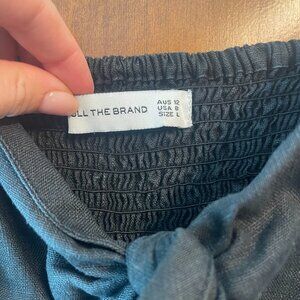 LL THE BRAND
AUS 12
USA 8
SIZE L